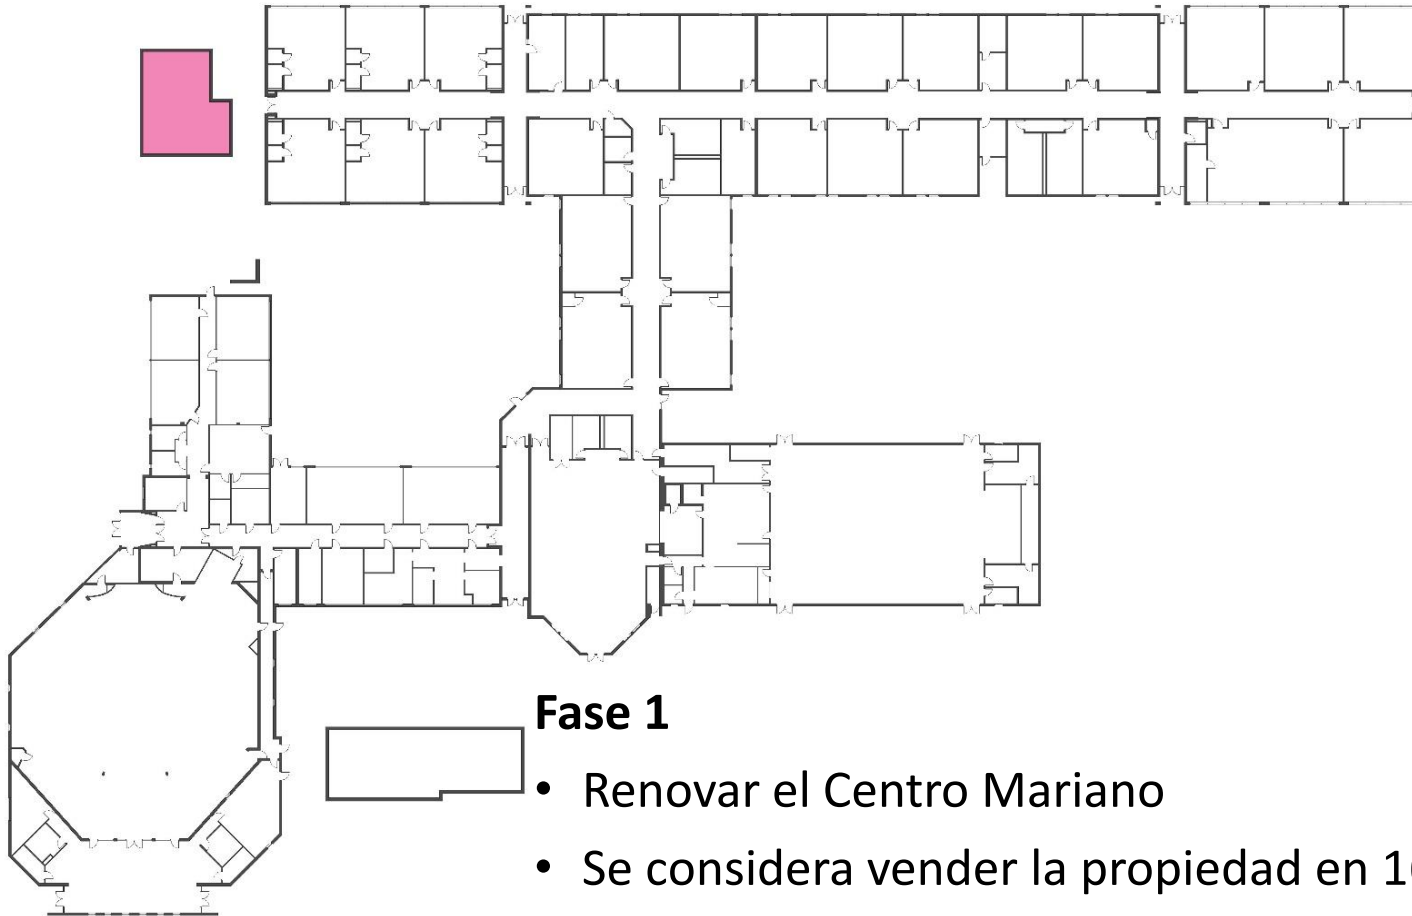 Fase 1
• Renovar el Centro Mariano
• Se considera vender la propiedad en